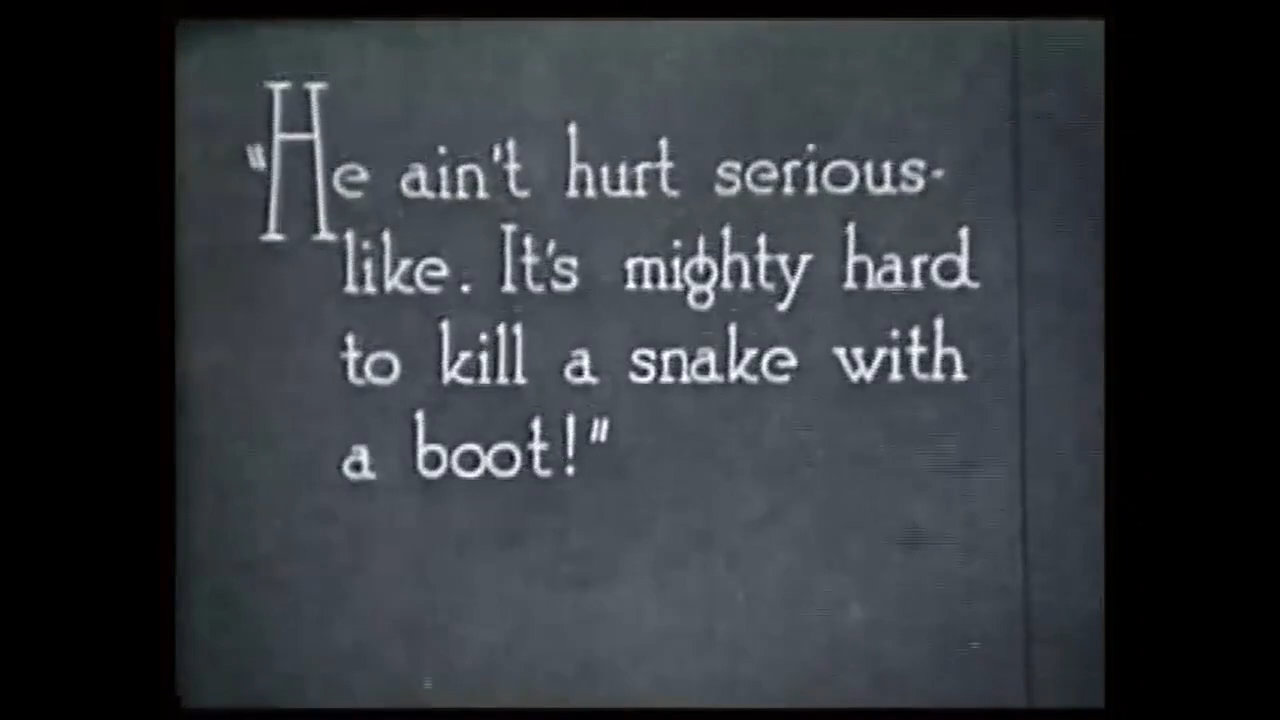 "He ain't hurt serious-
like. It's mighty hard
to kill a snake with
a boot!"